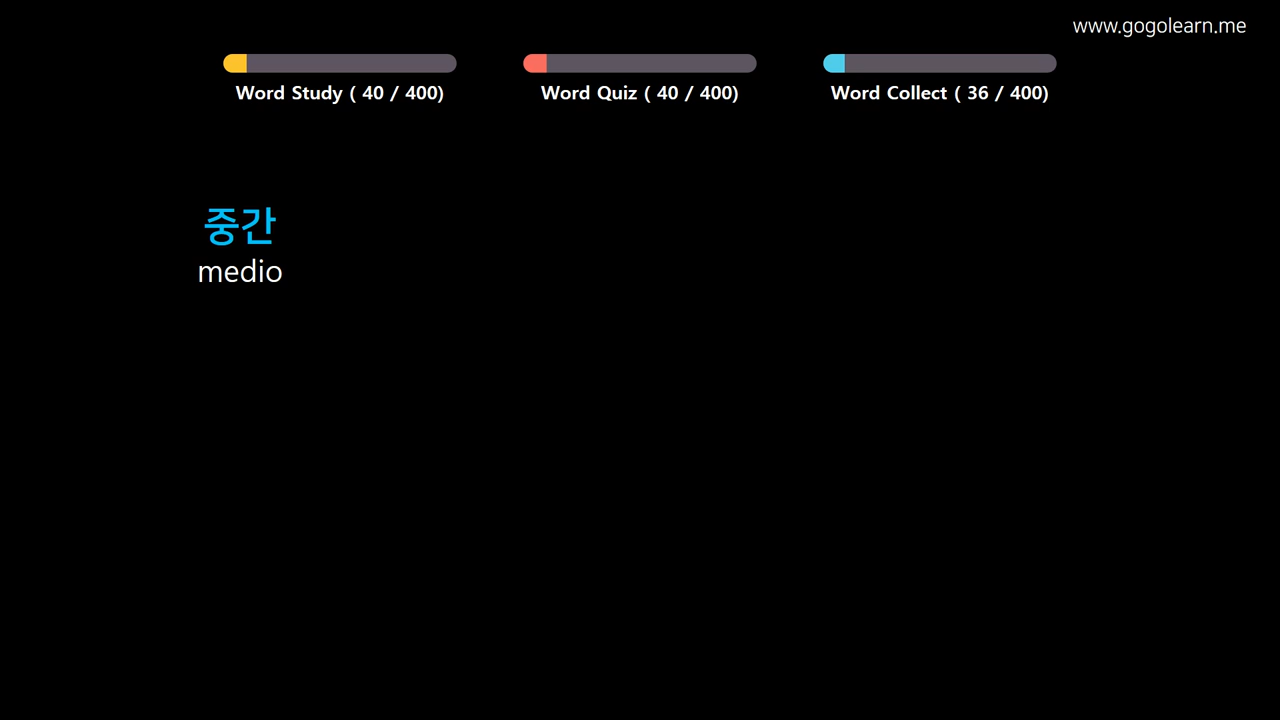 www.gogolearn.me
Word Study ( 40 / 400)
Word Quiz ( 40 / 400)
Word Collect ( 36 / 400)
중간
medio